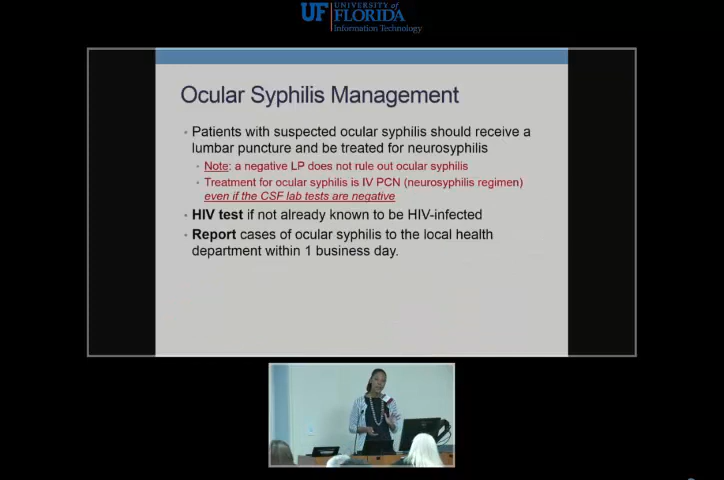 UF UNIVERSITY of
FLORIDA
Information Technology
Ocular Syphilis Management
• Patients with suspected ocular syphilis should receive a
lumbar puncture and be treated for neurosyphilis
• Note: a negative LP does not rule out ocular syphilis
• Treatment for ocular syphilis is IV PCN (neurosyphilis regimen)
even if the CSF lab tests are negative
• HIV test if not already known to be HIV-infected
• Report cases of ocular syphilis to the local health
department within 1 business day.